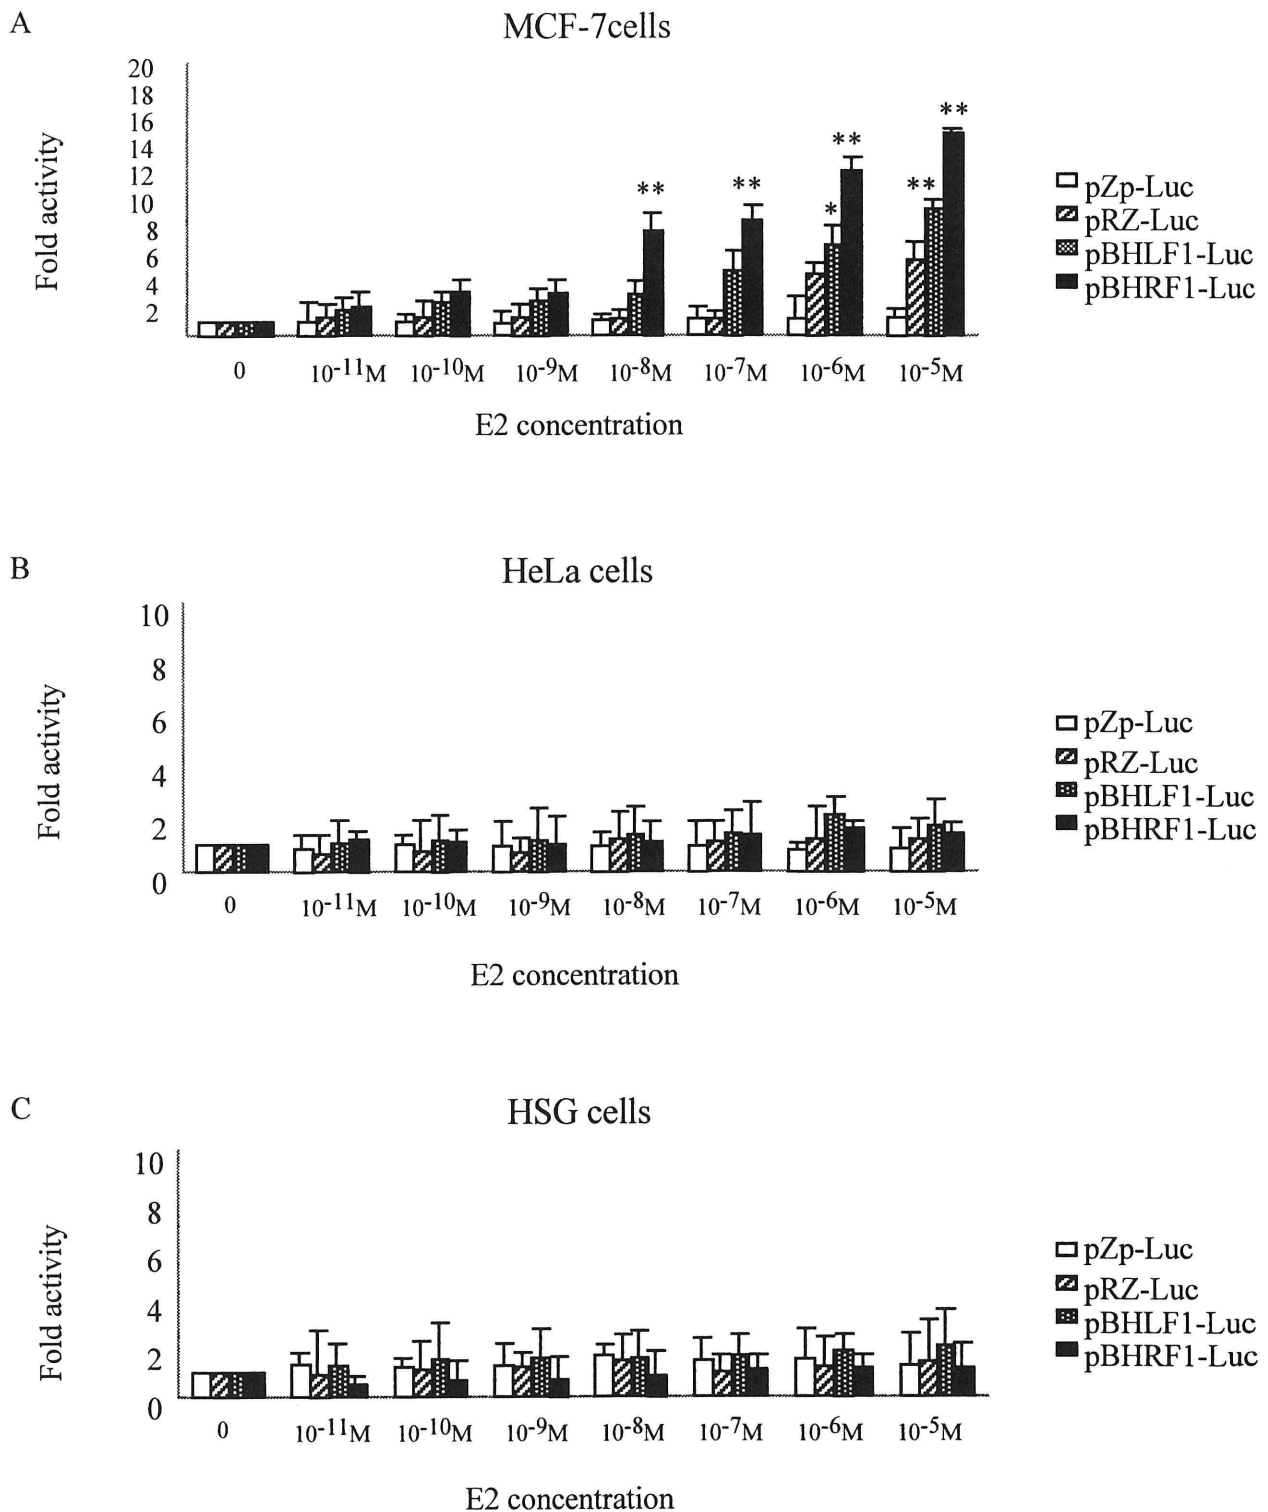 A
MCF-7cells
20
18
16
14
12
10
8
6
4
2
Fold activity
** ** * ** ** **
pZp-Luc
pRZ-Luc
pBHLF1-Luc
pBHRF1-Luc
0 10-11M 10-10M 10-9M 10-8M 10-7M 10-6M 10-5M
E2 concentration
B
HeLa cells
10
8
6
4
2
0
Fold activity
pZp-Luc
pRZ-Luc
pBHLF1-Luc
pBHRF1-Luc
0 10-11M 10-10M 10-9M 10-8M 10-7M 10-6M 10-5M
E2 concentration
C
HSG cells
10
8
6
4
2
0
Fold activity
pZp-Luc
pRZ-Luc
pBHLF1-Luc
pBHRF1-Luc
0 10-11M 10-10M 10-9M 10-8M 10-7M 10-6M 10-5M
E2 concentration